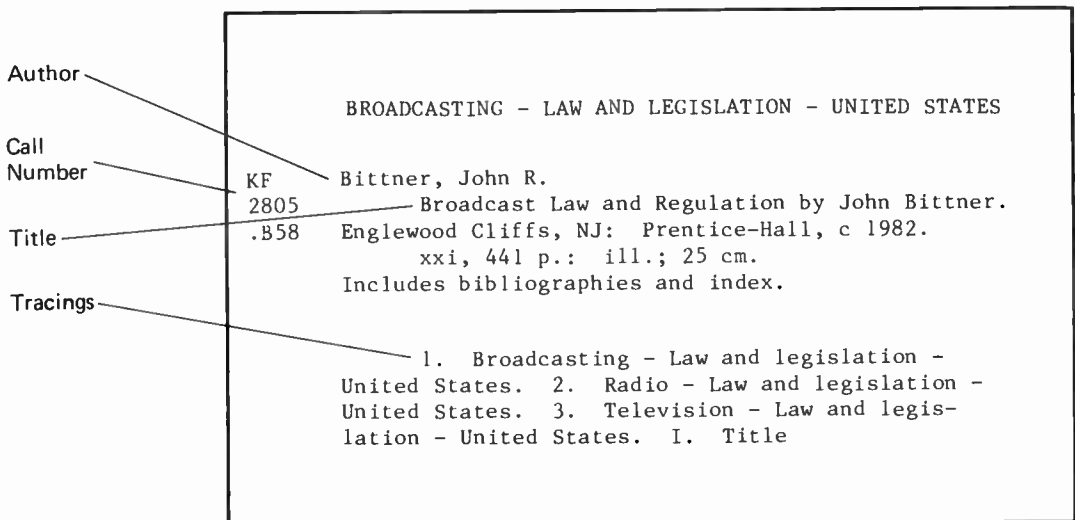 Author
BROADCASTING - LAW AND LEGISLATION - UNITED STATES
Call
Number
KF Bittner, John R.
2805 Broadcast Law and Regulation by John Bittner.
Title
.B58 Englewood Cliffs, NJ: Prentice-Hall, c 1982.
xxi, 441 p.: ill.; 25 cm.
Includes bibliographies and index.
Tracings
1. Broadcasting - Law and legislation -
United States. 2. Radio - Law and legislation -
United States. 3. Television - Law and legis-
lation - United States. I. Title